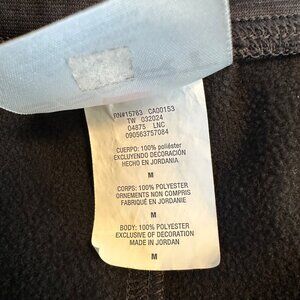 RN#15763 CA00153
TW 032024
04875 LNC
090563757084
CUERPO: 100% poliéster
EXCLUYENDO DECORACIÓN
HECHO EN JORDANIA
M
CORPS: 100% POLYESTER
ORNEMENTS NON COMPRIS
FABRIQUÉ EN JORDANIE
M
BODY: 100% POLYESTER
EXCLUSIVE OF DECORATION
MADE IN JORDAN
M